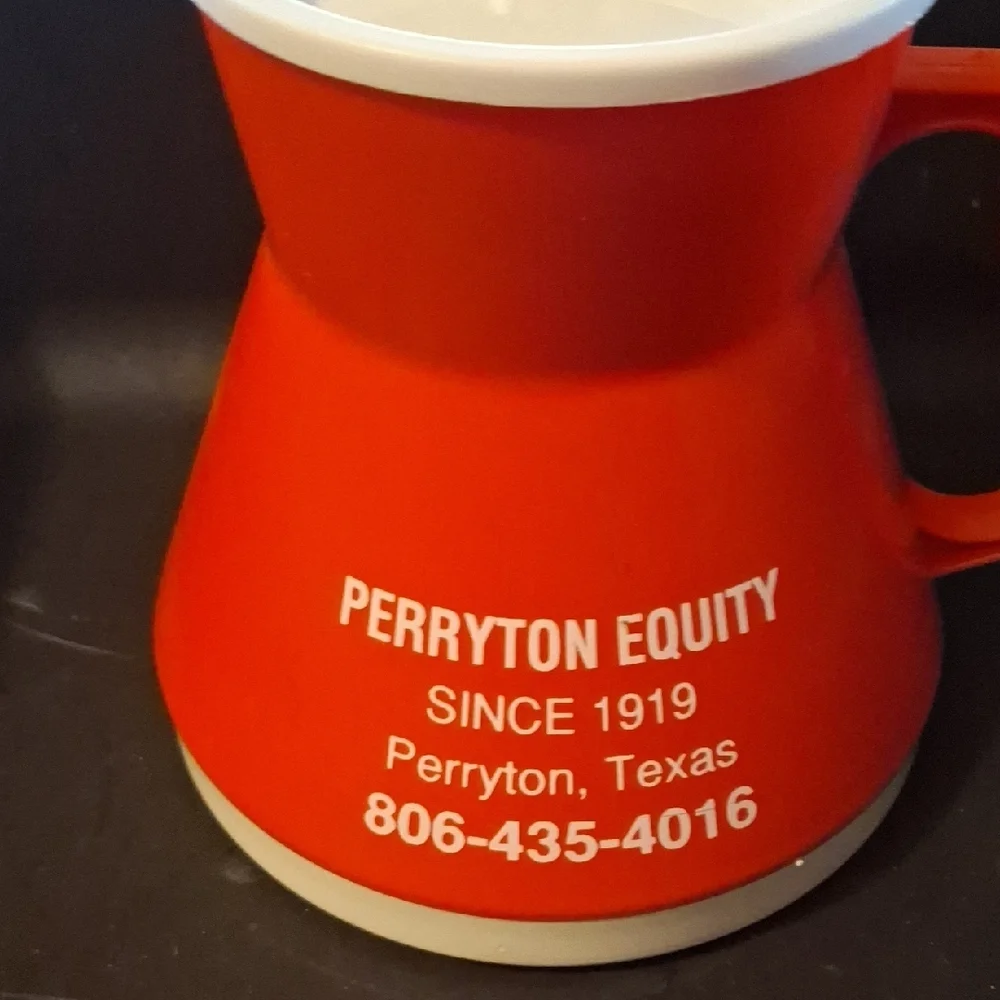 PERRYTON EQUITY
SINCE 1919
Perryton, Texas
806-435-4016